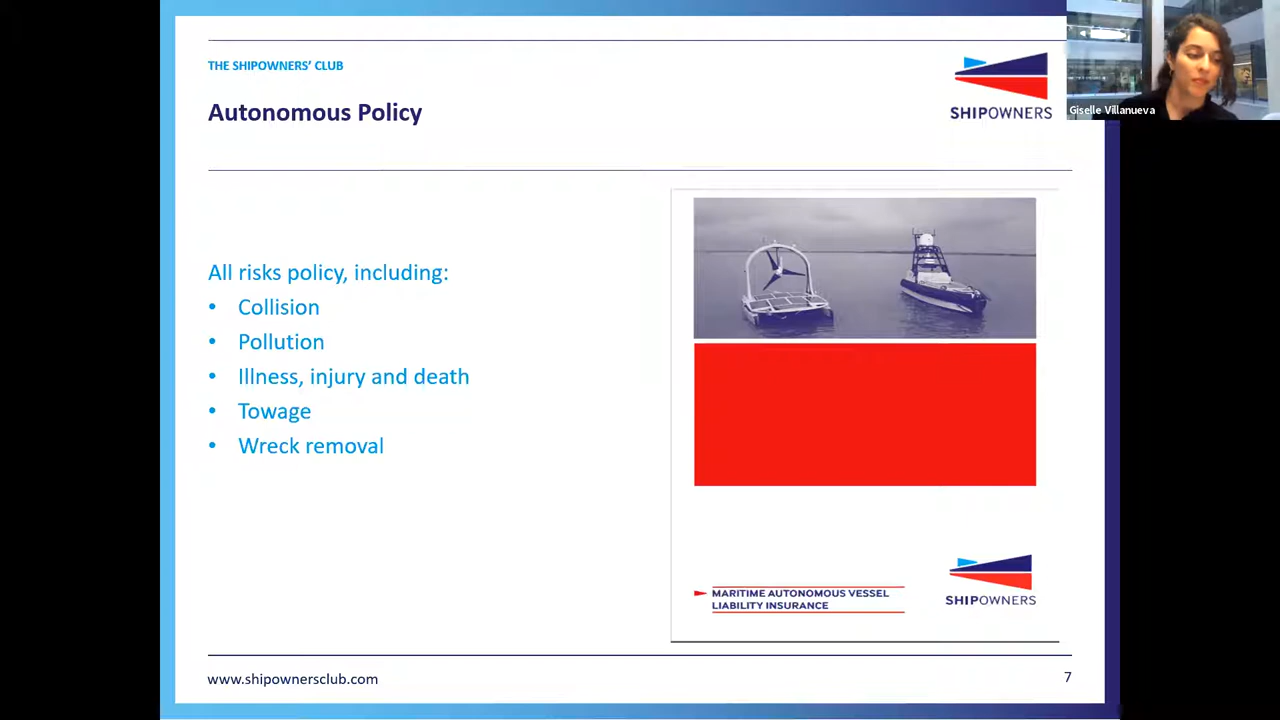 THE SHIPOWNERS' CLUB
Autonomous Policy
SHIPOWNERS
Giselle Villanueva
All risks policy, including:
• Collision
• Pollution
• Illness, injury and death
• Towage
• Wreck removal
MARITIME AUTONOMOUS VESSEL
LIABILITY INSURANCE
SHIPOWNERS
www.shipownersclub.com
7